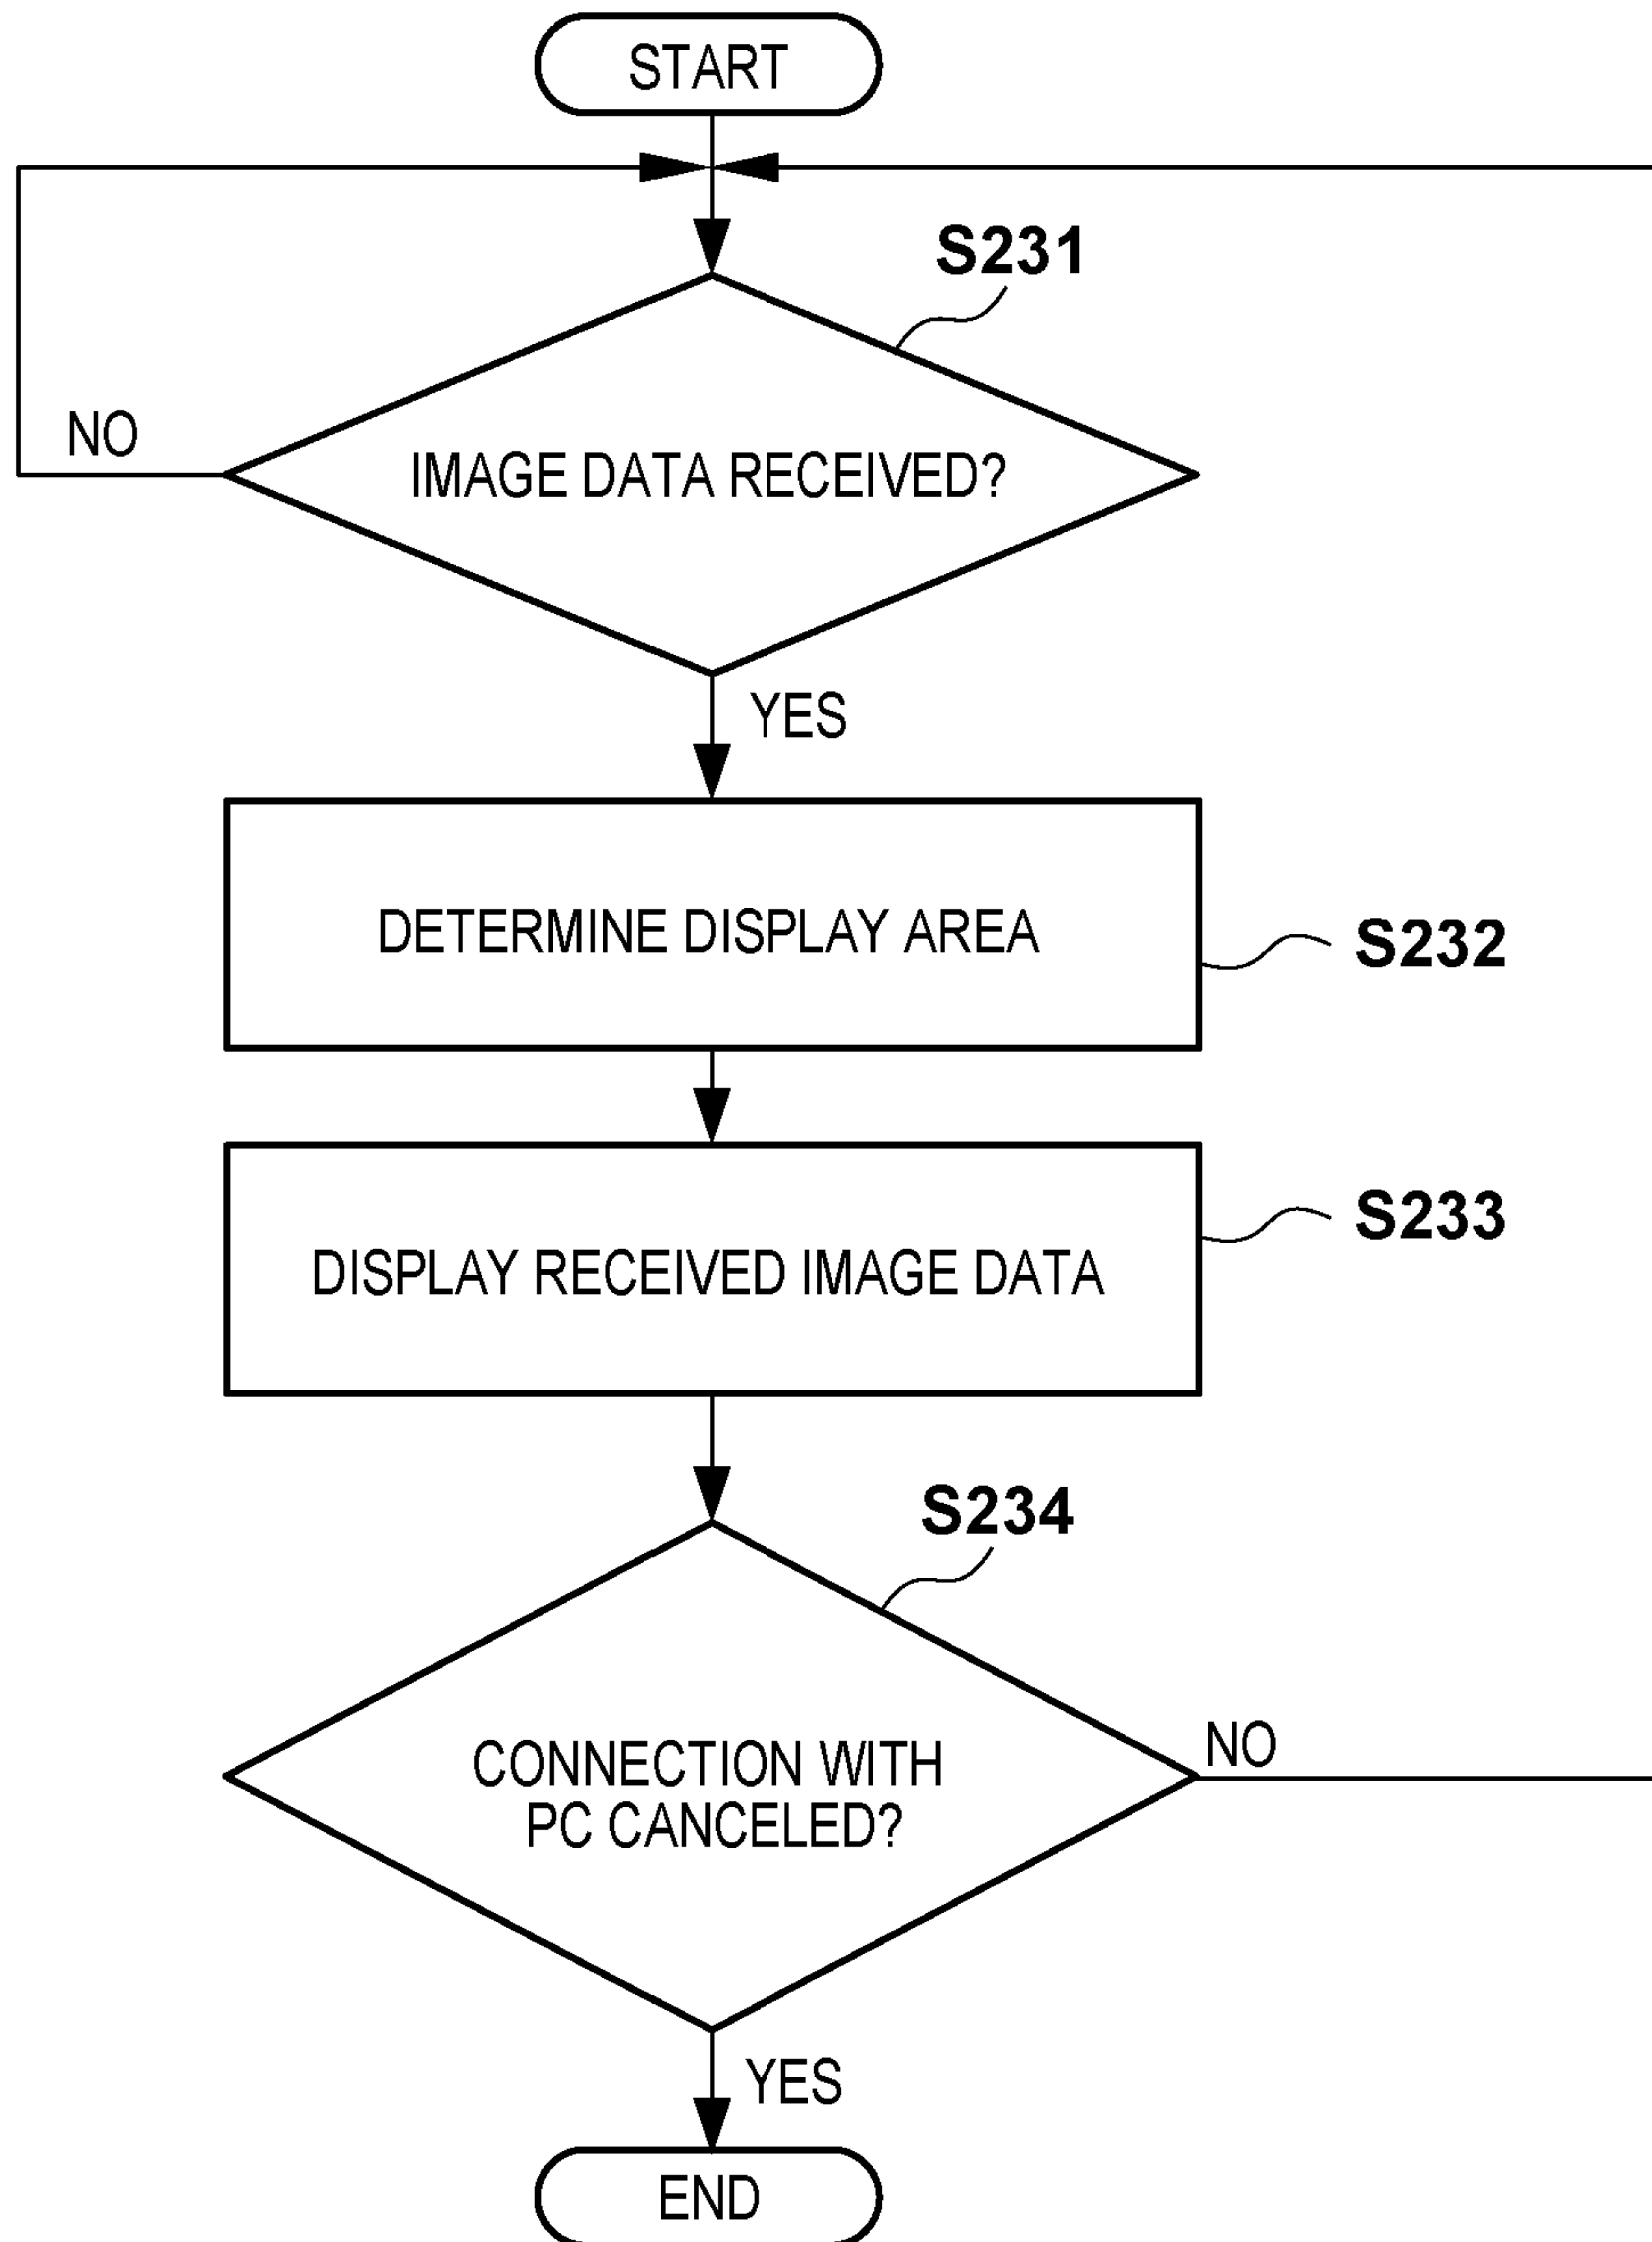 START
S231
IMAGE DATA RECEIVED?
NO
YES
DETERMINE DISPLAY AREA
S232
DISPLAY RECEIVED IMAGE DATA
S233
S234
CONNECTION WITH
PC CANCELED?
NO
YES
END